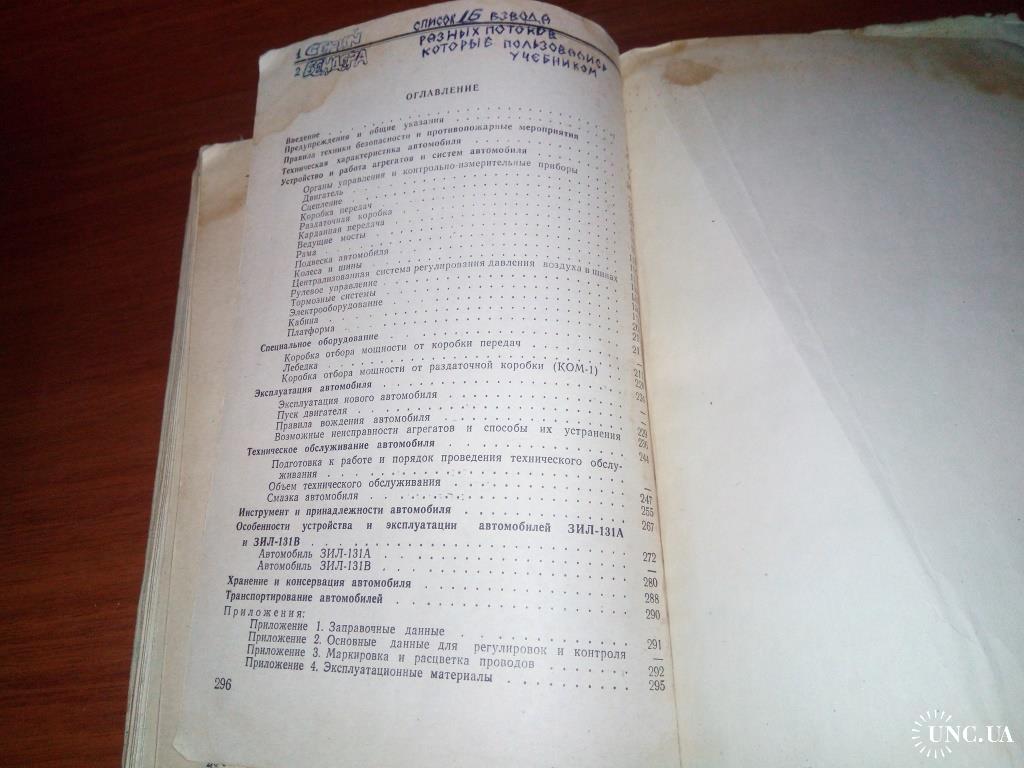 СПИСОК 15 ВЗВОДА
РАЗНЫХ ПОТОКОВ
КОТОРЫЕ ПОЛЬЗОВАЛИСЬ
УЧЕБНИКОМ
1
2 БЕНДЕРА
ОГЛАВЛЕНИЕ
Введение
Предупреждения и общие указания
Правила техники безопасности и противопожарные мероприятия
Техническая характеристика автомобиля
Устройство и работа агрегатов и систем автомобиля
Органы управления и контрольно-измерительные приборы
Двигатель
Сцепление
Коробка передач
Раздаточная коробка
Карданная передача
Ведущие мосты
Рама
Подвеска автомобиля
Колеса и шины
Централизованная система регулирования давления воздуха в шинах
Рулевое управление
Тормозные системы
Электрооборудование
Кабина
Платформа
Специальное оборудование
Коробка отбора мощности от коробки передач
Лебедка
Коробка отбора мощности от раздаточной коробки (КОМ-1)
Эксплуатация автомобиля
Эксплуатация нового автомобиля
Пуск двигателя
Правила вождения автомобиля
Возможные неисправности агрегатов и способы их устранения
Техническое обслуживание автомобиля
Подготовка к работе и порядок проведения технического обслу- 244
живания
Объем технического обслуживания —
Смазка автомобиля 247
Инструмент и принадлежности автомобиля 255
Особенности устройства и эксплуатации автомобилей ЗИЛ-131А 267
и ЗИЛ-131В
Автомобиль ЗИЛ-131А 272
Автомобиль ЗИЛ-131В —
Хранение и консервация автомобиля 280
Транспортирование автомобилей 288
Приложения: 290
Приложение 1. Заправочные данные
Приложение 2. Основные данные для регулировок и контроля 291
Приложение 3. Маркировка и расцветка проводов —
Приложение 4. Эксплуатационные материалы 292
295
296
UNC.UA